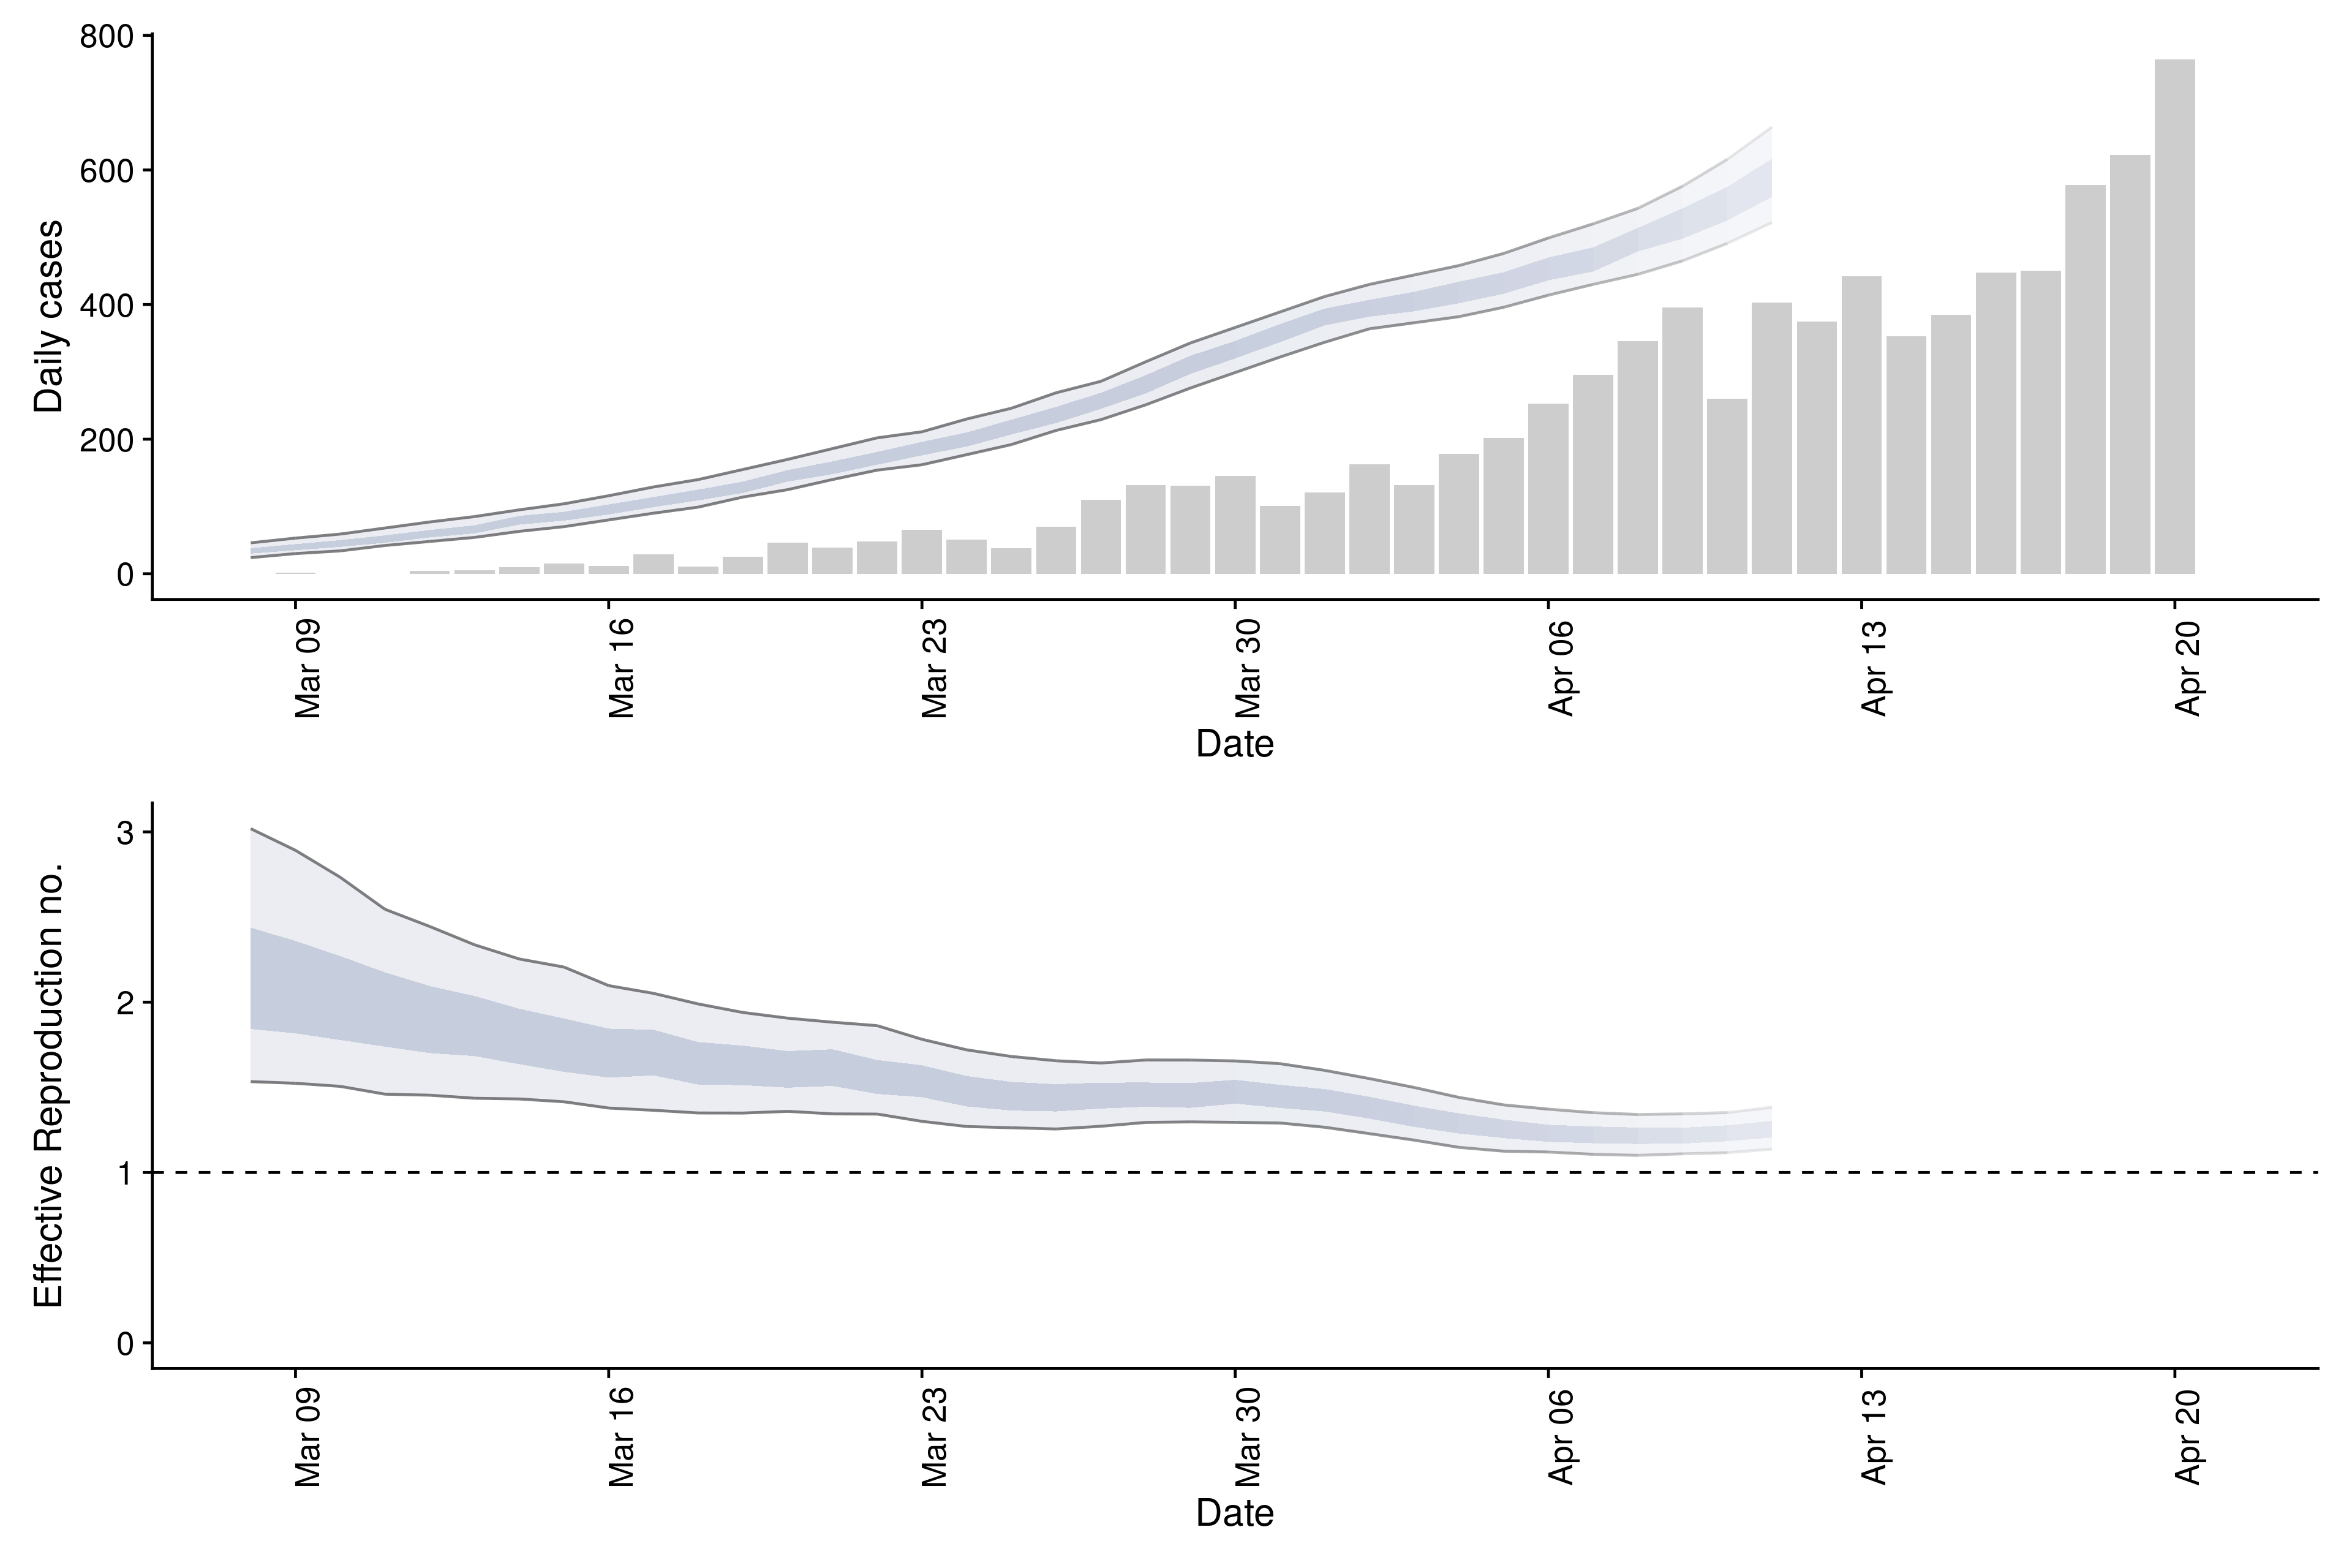 Daily cases
800
600
400
200
0
Mar 09
Mar 16
Mar 23
Mar 30
Apr 06
Apr 13
Apr 20
Date
Effective Reproduction no.
3
2
1
0
Mar 09
Mar 16
Mar 23
Mar 30
Apr 06
Apr 13
Apr 20
Date